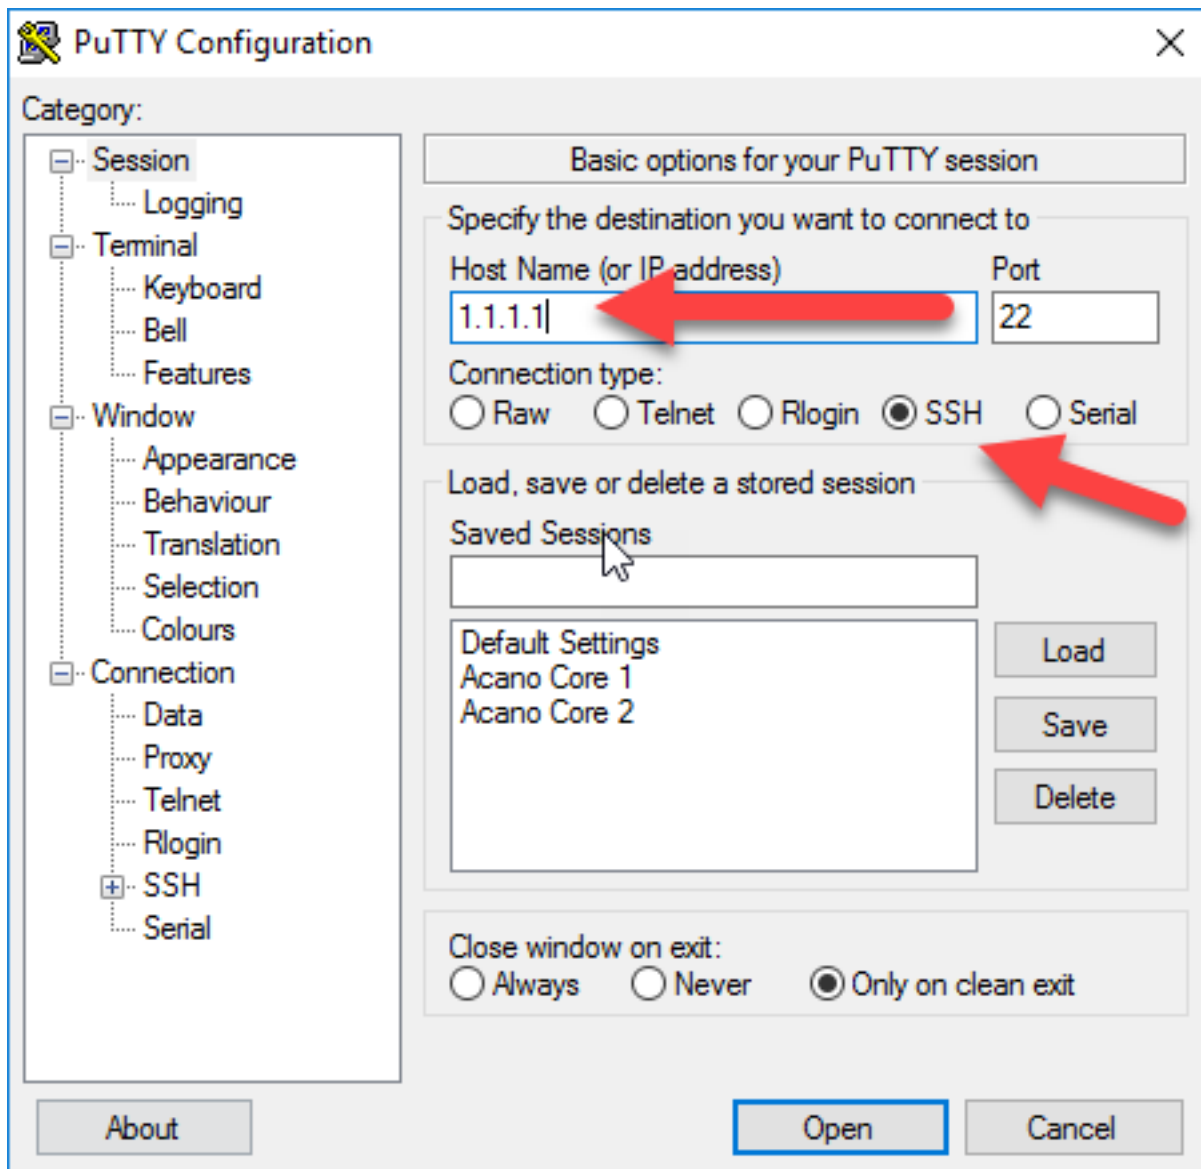 PuTTY Configuration
Category:
Session
Logging
Terminal
Keyboard
Bell
Features
Window
Appearance
Behaviour
Translation
Selection
Colours
Connection
Data
Proxy
Telnet
Rlogin
SSH
Serial
Basic options for your PuTTY session
Specify the destination you want to connect to
Host Name (or IP address) Port
1.1.1.1 22
Connection type:
Raw Telnet Rlogin SSH Serial
Load, save or delete a stored session
Saved Sessions
Default Settings
Acano Core 1
Acano Core 2
Load
Save
Delete
Close window on exit:
Always Never Only on clean exit
About Open Cancel